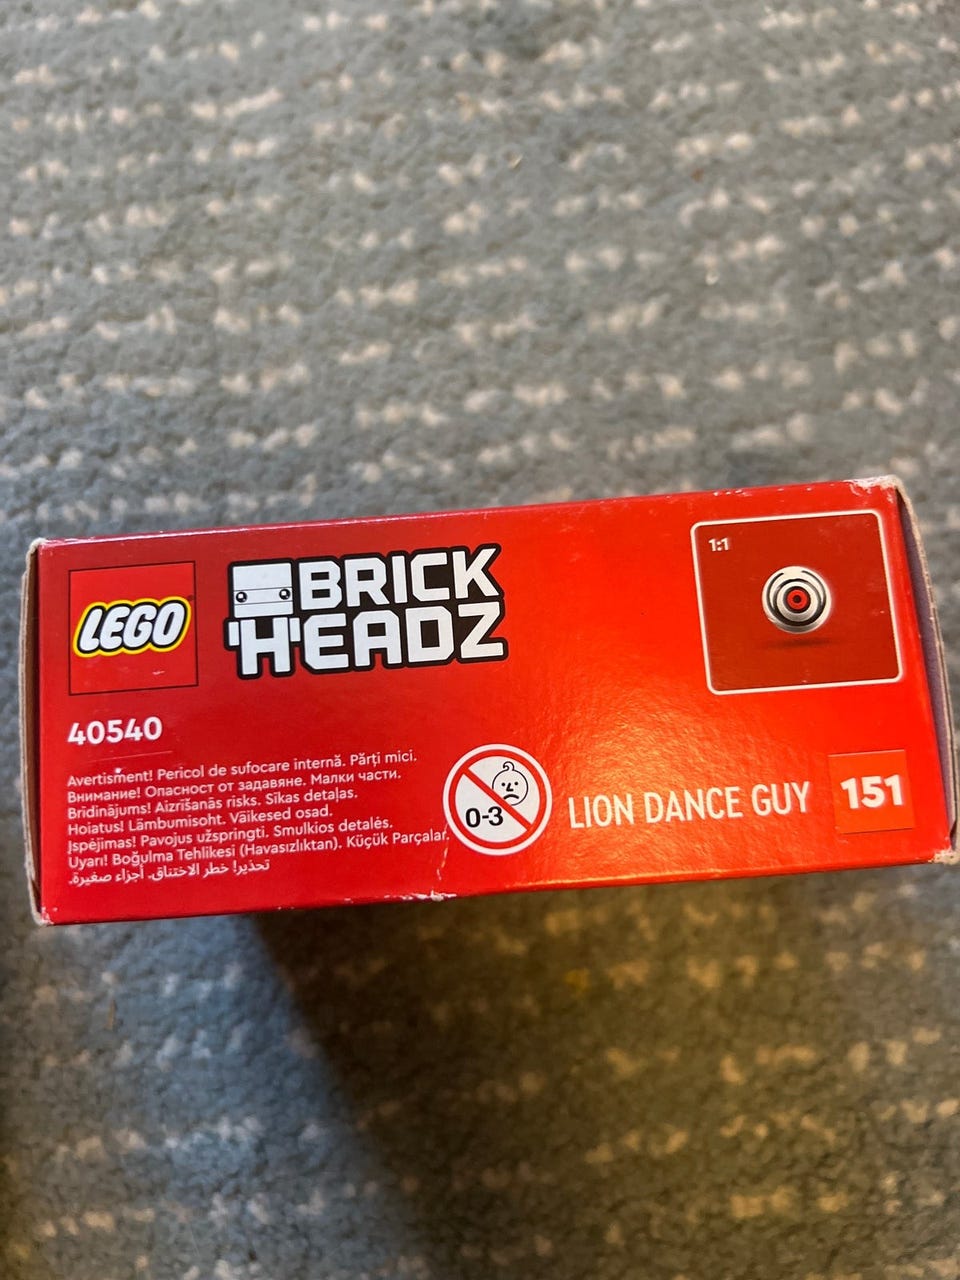 LEGO
BRICK
HEADZ
1:1
40540
Avertisment! Pericol de sufocare internă. Părți mici.
Внимание! Опасност от задавяне. Малки части.
Brīdinājums! Aizrīšanās risks. Sīkas detaļas.
Hoiatus! Lämbumisoht. Väikesed osad.
Įspėjimas! Pavojus užspringti. Smulkios detalės.
Uyarı! Boğulma Tehlikesi (Havasızlıktan). Küçük Parçalar.
تحذير! خطر الاختناق. أجزاء صغيرة.
0-3
LION DANCE GUY
151